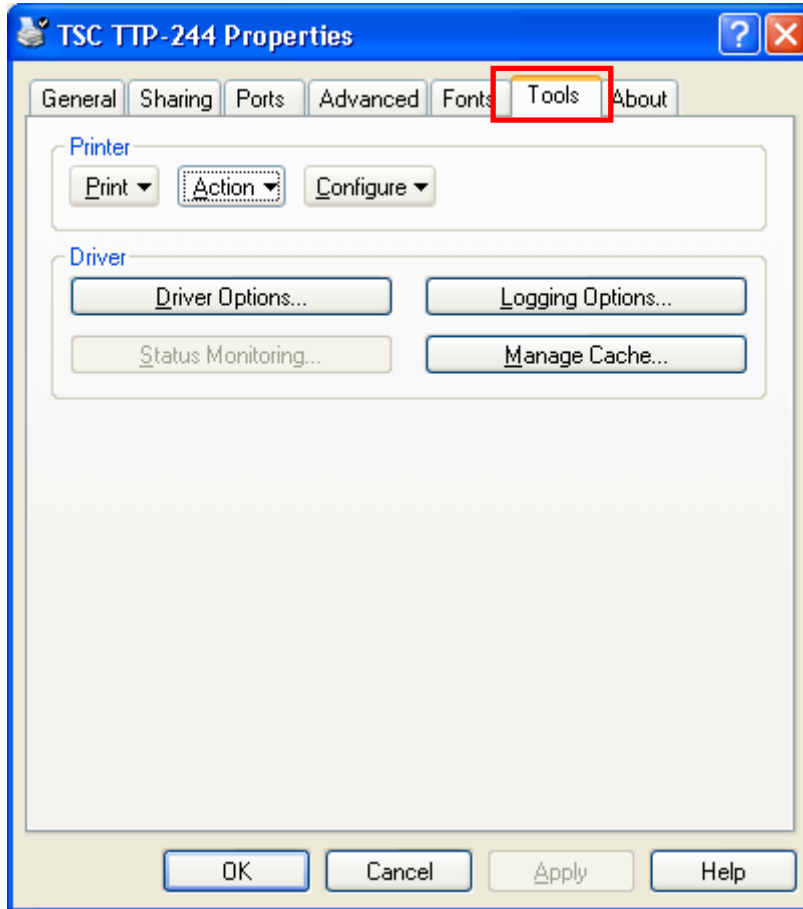 TSC TTP-244 Properties
General Sharing Ports Advanced Fonts Tools About
Printer
Print Action Configure
Driver
Driver Options... Logging Options...
Status Monitoring... Manage Cache...
OK Cancel Apply Help